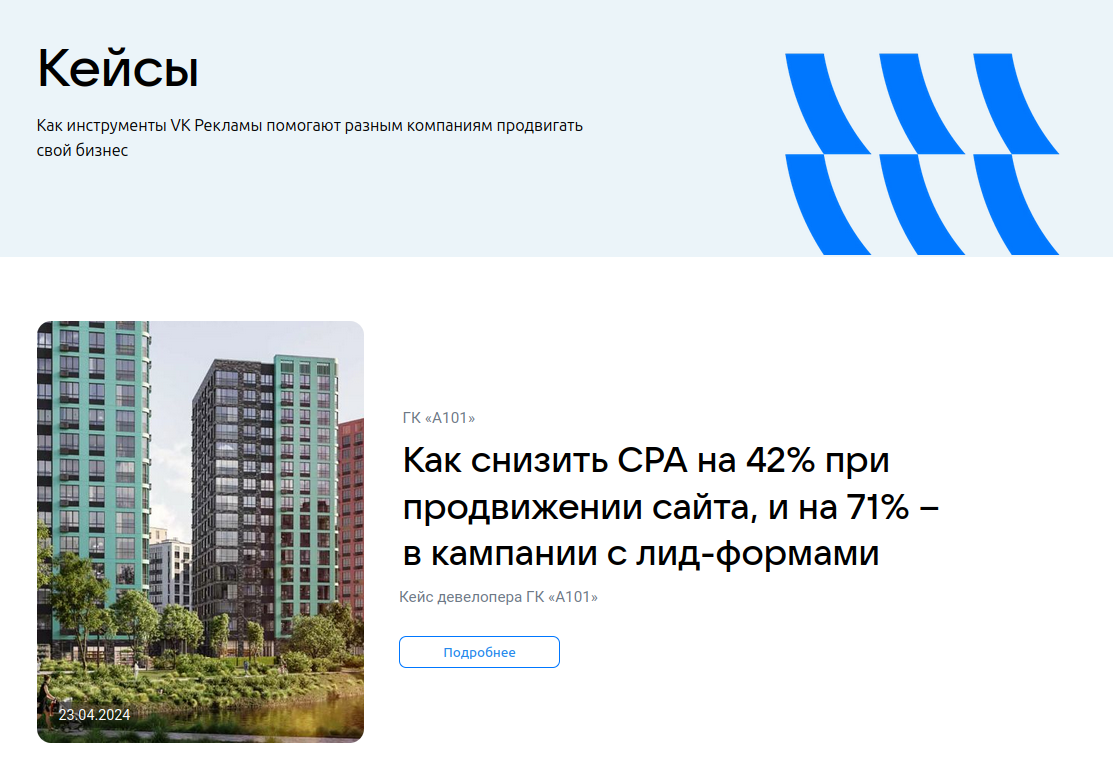 Кейсы
Как инструменты VK Рекламы помогают разным компаниям продвигать
свой бизнес
ГК «А101»
Как снизить CPA на 42% при
продвижении сайта, и на 71% –
в кампании с лид-формами
Кейс девелопера ГК «А101»
Подробнее
23.04.2024